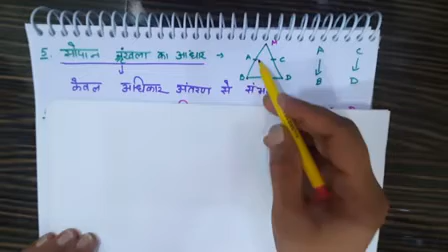 5. सोपान श्रृंखला का आधार → M A C
A C ↓ ↓
B D B D
केवल अधिकार अंतरण से संभ